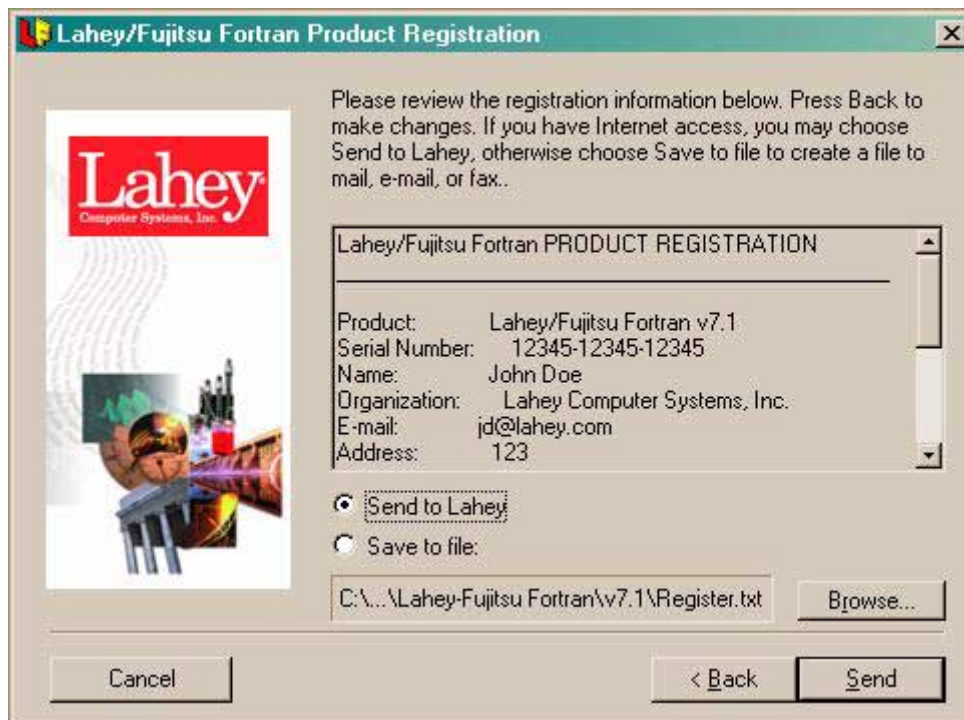 Lahey/Fujitsu Fortran Product Registration
Lahey
Computer Systems, Inc.
Please review the registration information below. Press Back to
make changes. If you have Internet access, you may choose
Send to Lahey, otherwise choose Save to file to create a file to
mail, e-mail, or fax..
Lahey/Fujitsu Fortran PRODUCT REGISTRATION
Product: Lahey/Fujitsu Fortran v7.1
Serial Number: 12345-12345-12345
Name: John Doe
Organization: Lahey Computer Systems, Inc.
E-mail: jd@lahey.com
Address: 123
Send to Lahey
Save to file:
C:\...\Lahey-Fujitsu Fortran\v7.1\Register.txt
Browse...
Cancel
< Back
Send